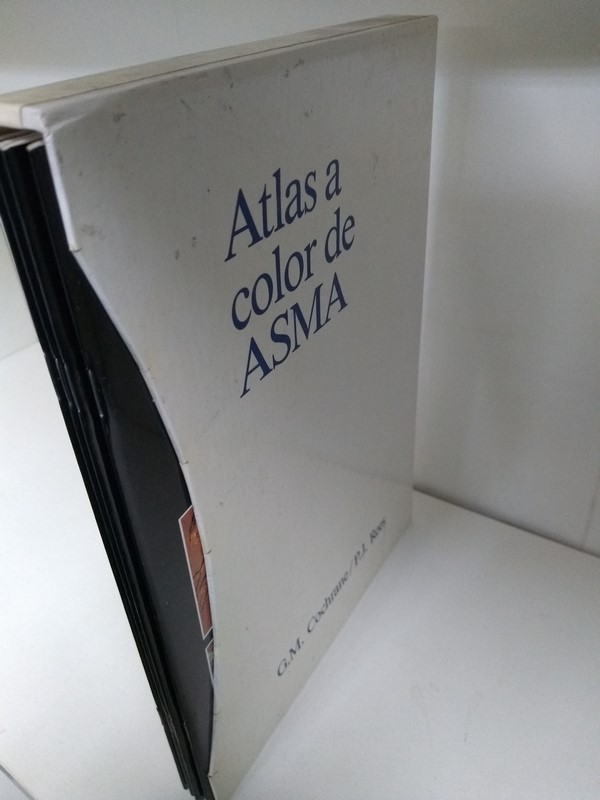 Atlas a
color de
ASMA
G.M. Cochrane / P.J. Rees